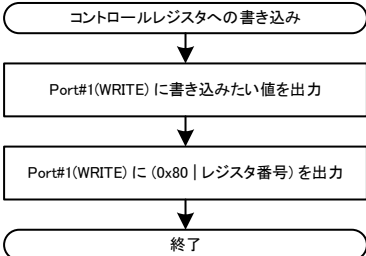 コントロールレジスタへの書き込み
Port#1(WRITE) に書き込みたい値を出力
Port#1(WRITE) に (0x80 | レジスタ番号) を出力
終了